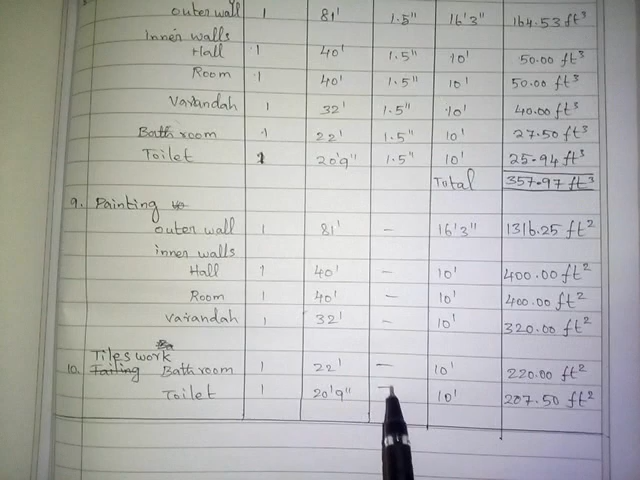 outer wall 1 81' 1.5" 16'3" 164.53 ft³
Inner walls
Hall 1 40' 1.5" 10' 50.00 ft³
Room 1 40' 1.5" 10' 50.00 ft³
Varandah 1 32' 1.5" 10' 40.00 ft³
Bath room 1 22' 1.5" 10' 27.50 ft³
Toilet 1 20'9" 1.5" 10' 25.94 ft³
Total 357.97 ft³
9. Painting
outer wall 1 81' – 16'3" 1316.25 ft²
inner walls
Hall 1 40' – 10' 400.00 ft²
Room 1 40' – 10' 400.00 ft²
Varandah 1 32' – 10' 320.00 ft²
Tiles work
10. Tailing Bath room 1 22' – 10' 220.00 ft²
Toilet 1 20'9" – 10' 207.50 ft²